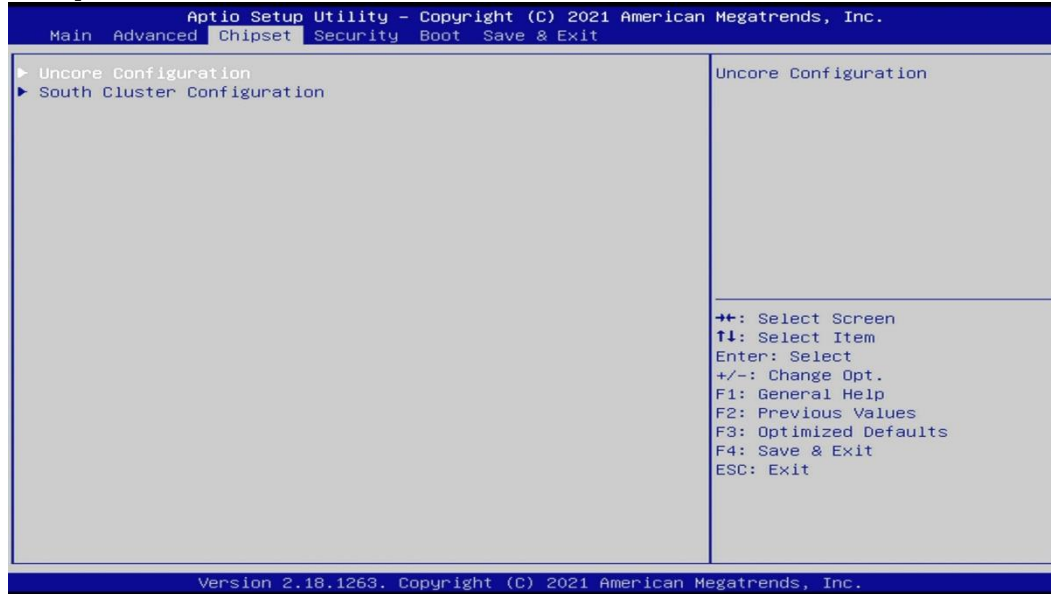 Aptio Setup Utility – Copyright (C) 2021 American Megatrends, Inc.
Main Advanced Chipset Security Boot Save & Exit
▶ Uncore Configuration
▶ South Cluster Configuration
Uncore Configuration
→←: Select Screen
↑↓: Select Item
Enter: Select
+/-: Change Opt.
F1: General Help
F2: Previous Values
F3: Optimized Defaults
F4: Save & Exit
ESC: Exit
Version 2.18.1263. Copyright (C) 2021 American Megatrends, Inc.